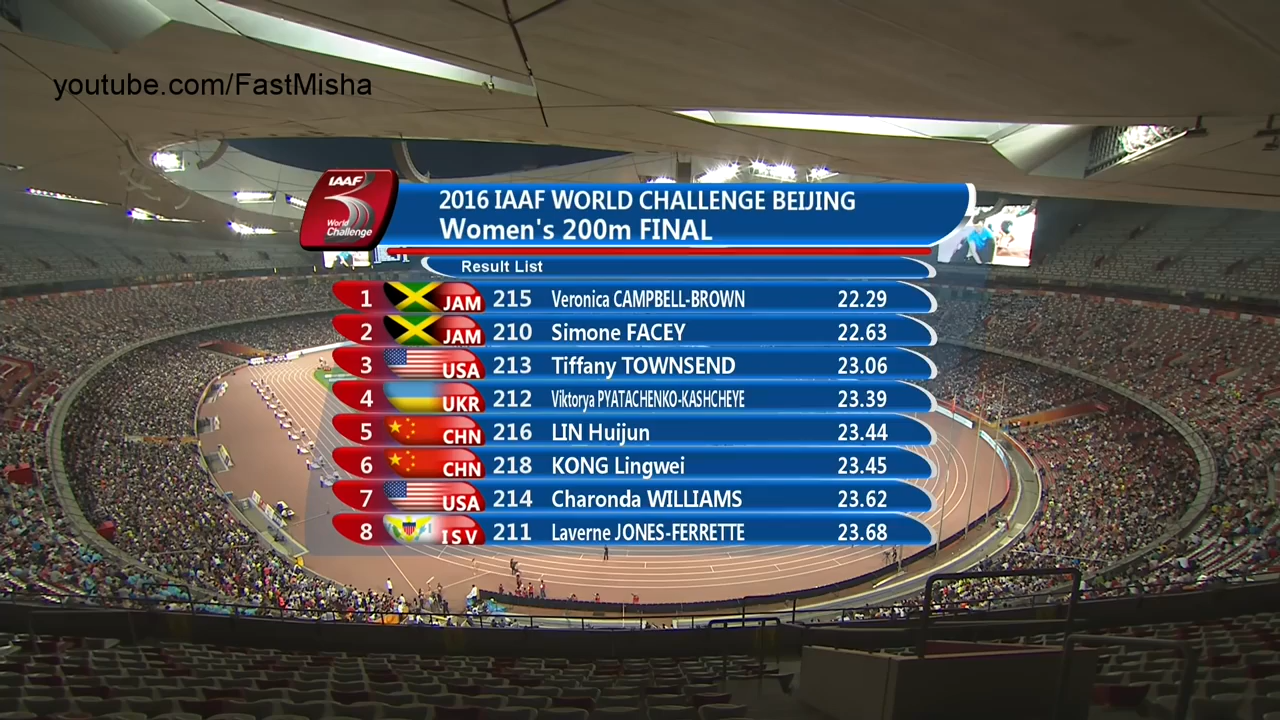 youtube.com/FastMisha
IAAF
World
Challenge
2016 IAAF WORLD CHALLENGE BEIJING
Women's 200m FINAL
Result List
1 JAM 215 Veronica CAMPBELL-BROWN 22.29
2 JAM 210 Simone FACEY 22.63
3 USA 213 Tiffany TOWNSEND 23.06
4 UKR 212 Viktorya PYATACHENKO-KASHCHEYE 23.39
5 CHN 216 LIN Huijun 23.44
6 CHN 218 KONG Lingwei 23.45
7 USA 214 Charonda WILLIAMS 23.62
8 ISV 211 Laverne JONES-FERRETTE 23.68